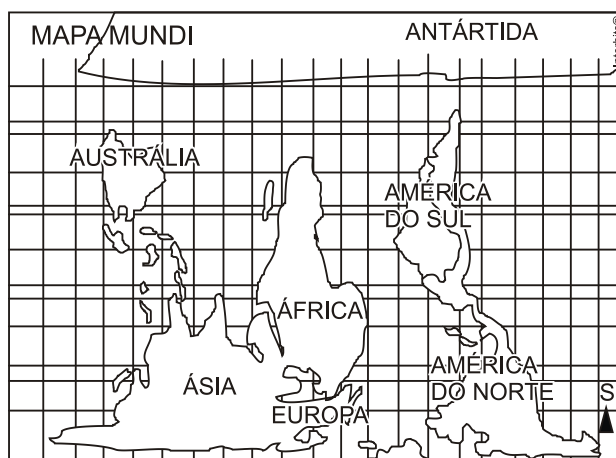 MAPA MUNDI
ANTÁRTIDA
AUSTRÁLIA
AMÉRICA
DO SUL
ÁFRICA
ÁSIA
AMÉRICA
DO NORTE
EUROPA
S